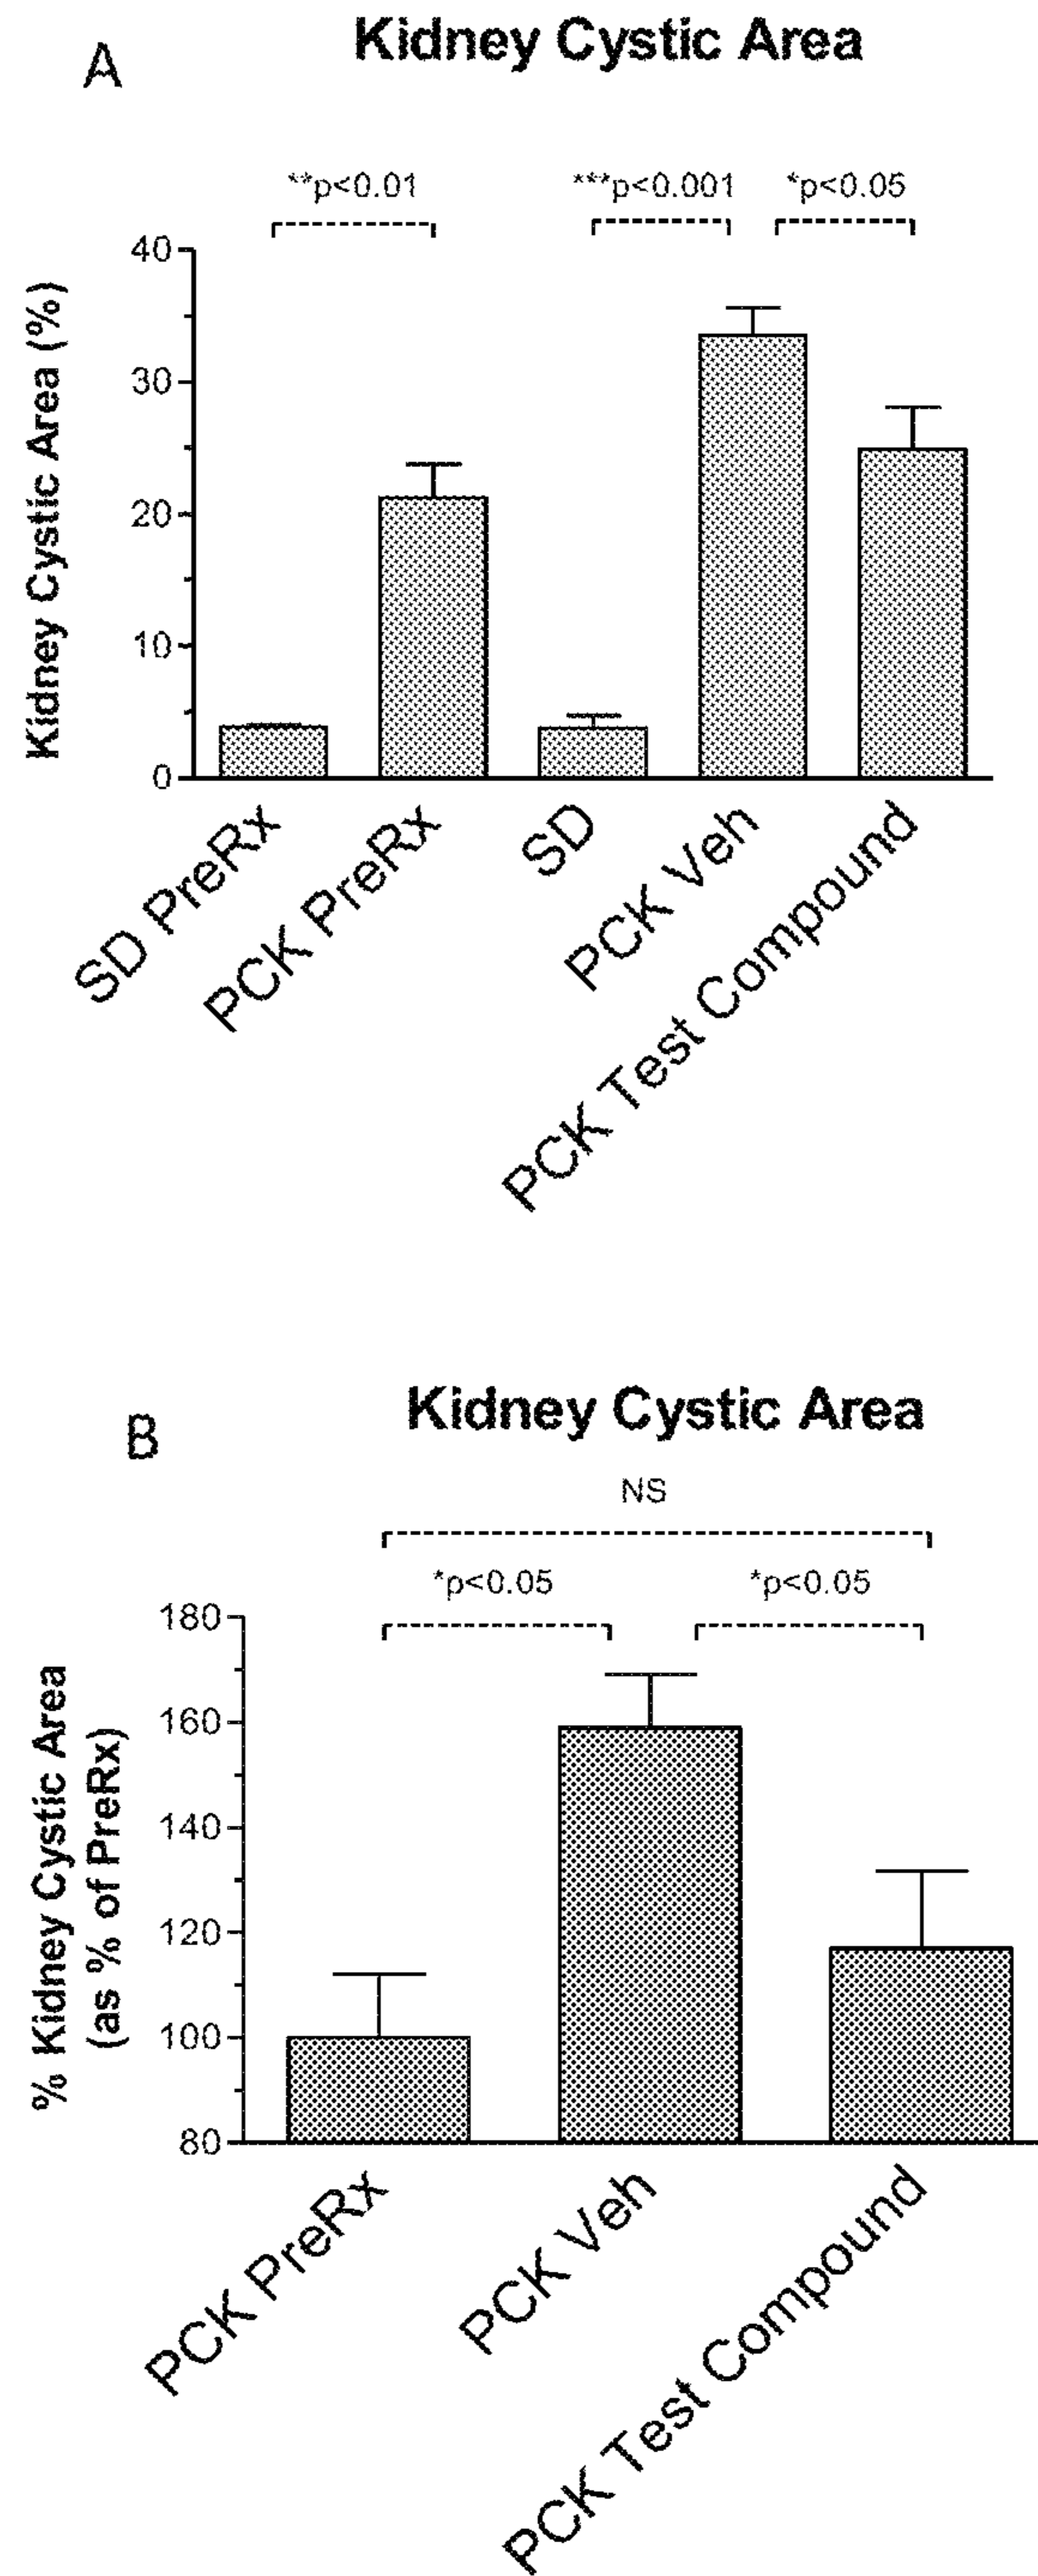 A
Kidney Cystic Area
**p<0.01
***p<0.001
*p<0.05
Kidney Cystic Area (%)
40
30
20
10
0
SD PreRx
PCK PreRx
SD
PCK Veh
PCK Test Compound
B
Kidney Cystic Area
NS
*p<0.05
*p<0.05
% Kidney Cystic Area
(as % of PreRx)
180
160
140
120
100
80
PCK PreRx
PCK Veh
PCK Test Compound